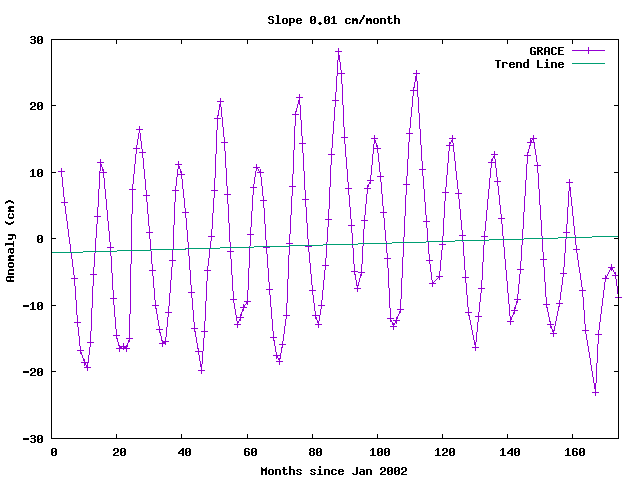 Slope 0.01 cm/month
GRACE
Trend Line
30
20
10
0
-10
-20
-30
Anomaly (cm)
0 20 40 60 80 100 120 140 160
Months since Jan 2002